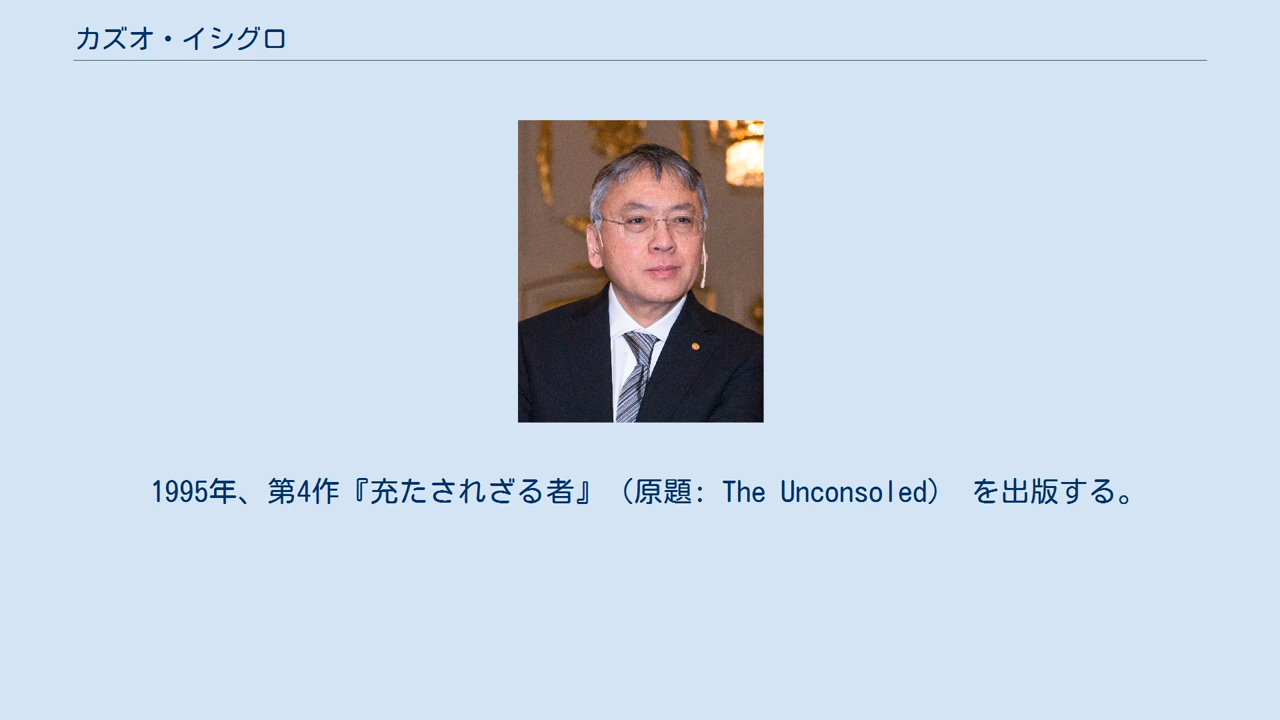 カズオ・イシグロ
1995年、第4作『充たされざる者』（原題: The Unconsoled） を出版する。